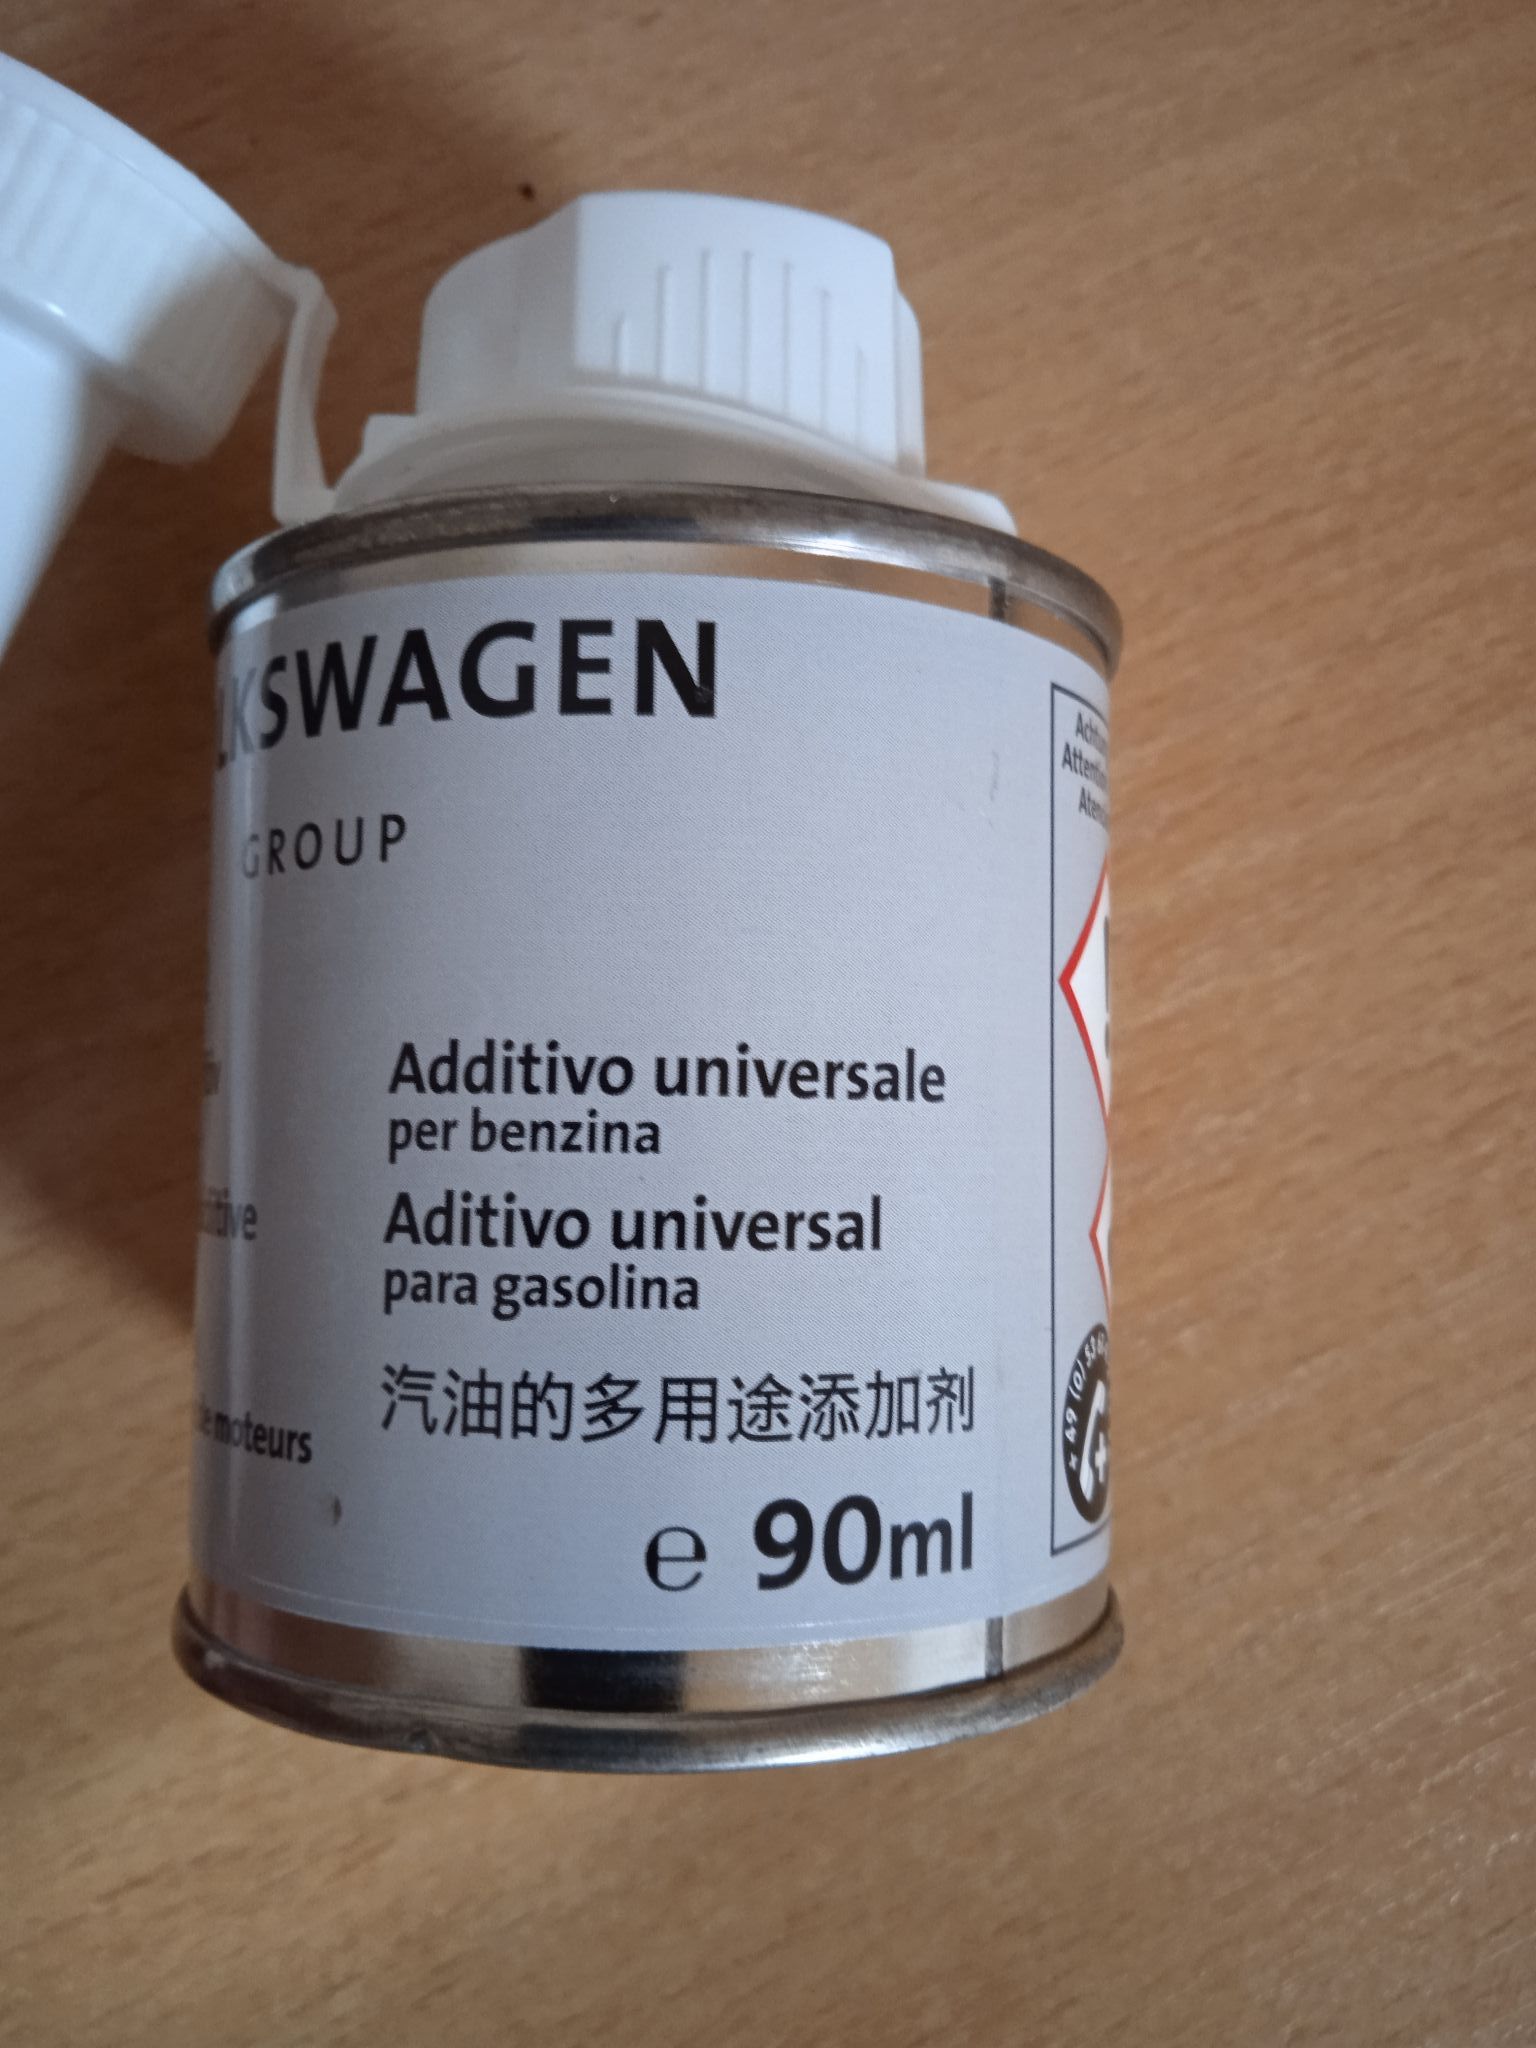 LKSWAGEN
GROUP
Additivo universale
per benzina
Aditivo universal
para gasolina
moteurs
汽油的多用途添加剂
e 90ml